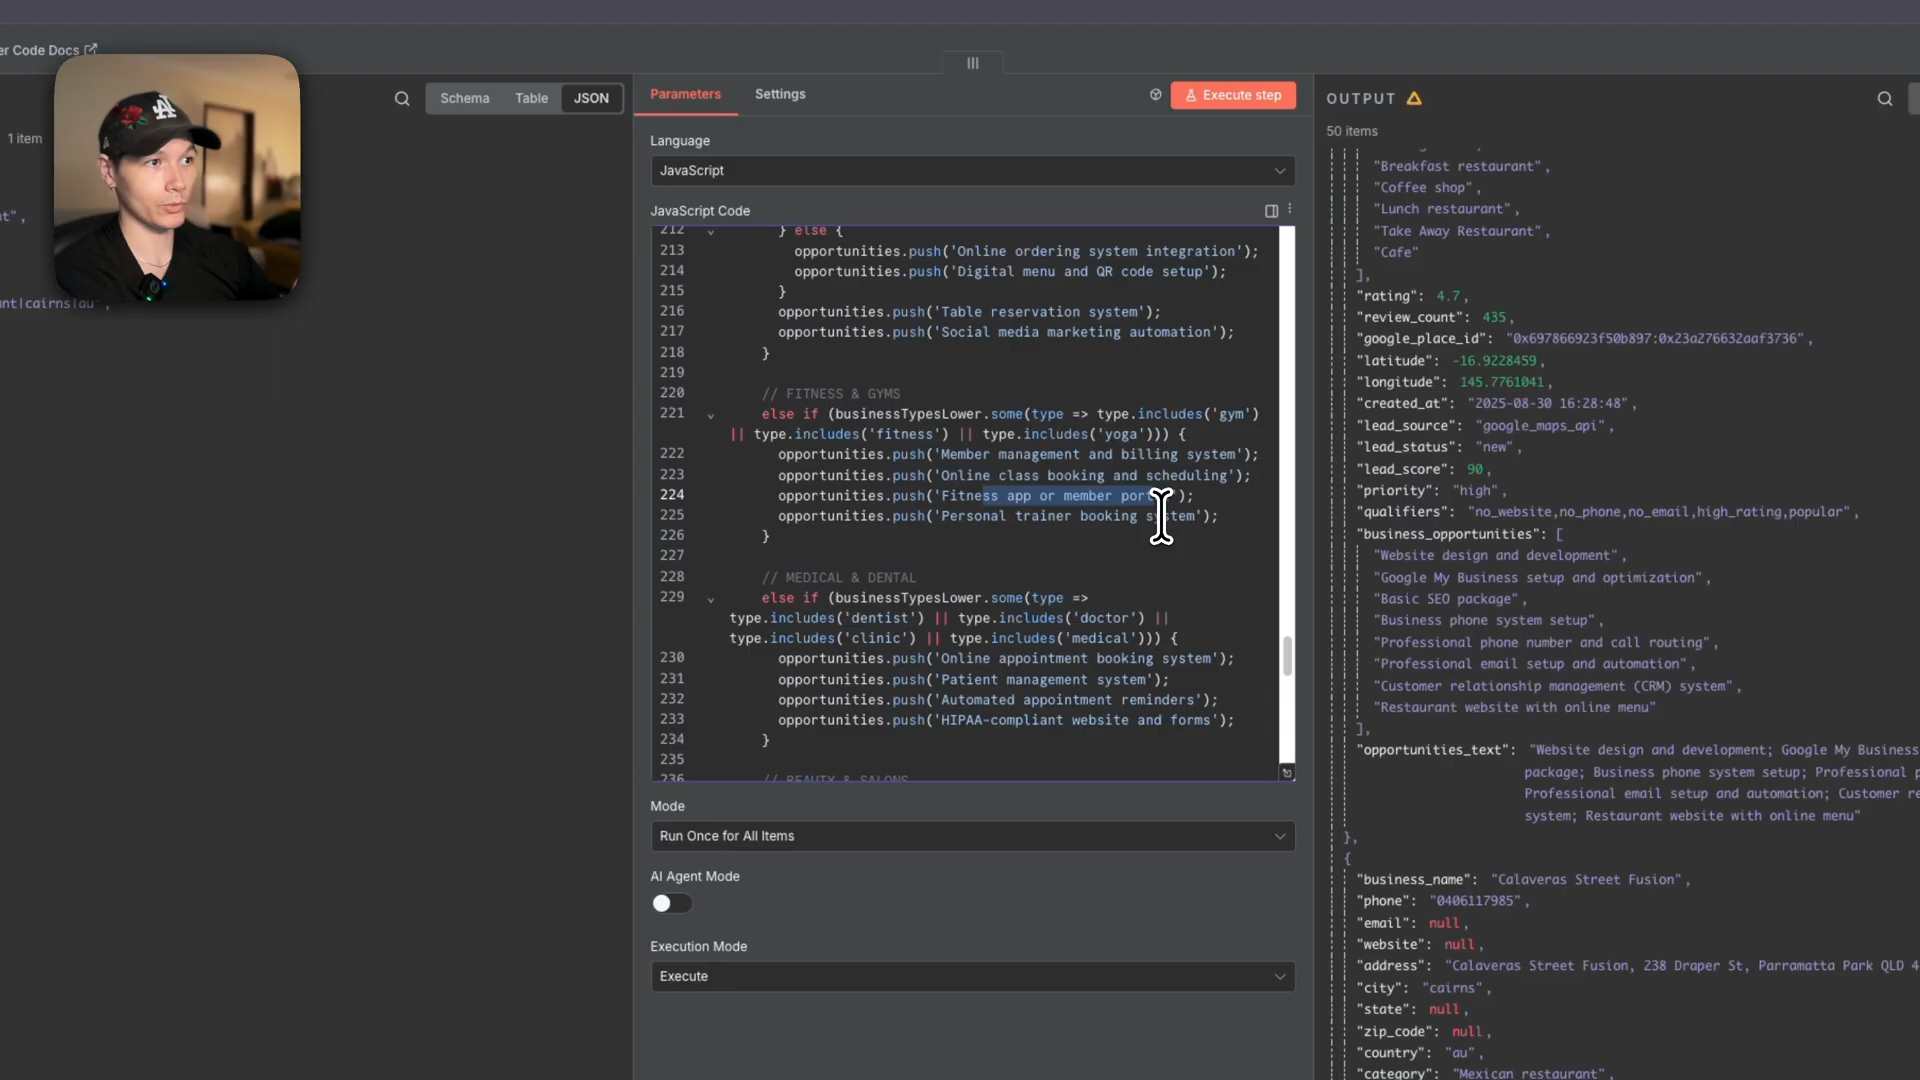 er Code Docs
Schema
Table
JSON
1 item
nt",
nt|cairns|au",
Parameters
Settings
Execute step
Language
JavaScript
JavaScript Code
212 } else {
213 opportunities.push('Online ordering system integration');
214 opportunities.push('Digital menu and QR code setup');
215 }
216 opportunities.push('Table reservation system');
217 opportunities.push('Social media marketing automation');
218 }
219
220 // FITNESS & GYMS
221 else if (businessTypesLower.some(type => type.includes('gym')
|| type.includes('fitness') || type.includes('yoga'))) {
222 opportunities.push('Member management and billing system');
223 opportunities.push('Online class booking and scheduling');
224 opportunities.push('Fitness app or member port');
225 opportunities.push('Personal trainer booking system');
226 }
227
228 // MEDICAL & DENTAL
229 else if (businessTypesLower.some(type =>
type.includes('dentist') || type.includes('doctor') ||
type.includes('clinic') || type.includes('medical'))) {
230 opportunities.push('Online appointment booking system');
231 opportunities.push('Patient management system');
232 opportunities.push('Automated appointment reminders');
233 opportunities.push('HIPAA-compliant website and forms');
234 }
235
236 // BEAUTY & SALONS
Mode
Run Once for All Items
AI Agent Mode
Execution Mode
Execute
OUTPUT
50 items
"Breakfast restaurant",
"Coffee shop",
"Lunch restaurant",
"Take Away Restaurant",
"Cafe"
],
"rating": 4.7,
"review_count": 435,
"google_place_id": "0x697866923f50b897:0x23a276632aaf3736",
"latitude": -16.9228459,
"longitude": 145.7761041,
"created_at": "2025-08-30 16:28:48",
"lead_source": "google_maps_api",
"lead_status": "new",
"lead_score": 90,
"priority": "high",
"qualifiers": "no_website,no_phone,no_email,high_rating,popular",
"business_opportunities": [
"Website design and development",
"Google My Business setup and optimization",
"Basic SEO package",
"Business phone system setup",
"Professional phone number and call routing",
"Professional email setup and automation",
"Customer relationship management (CRM) system",
"Restaurant website with online menu"
],
"opportunities_text": "Website design and development; Google My Business
package; Business phone system setup; Professional p
Professional email setup and automation; Customer re
system; Restaurant website with online menu"
},
{
"business_name": "Calaveras Street Fusion",
"phone": "0406117985",
"email": null,
"website": null,
"address": "Calaveras Street Fusion, 238 Draper St, Parramatta Park QLD 4
"city": "cairns",
"state": null,
"zip_code": null,
"country": "au",
"category": "Mexican restaurant",